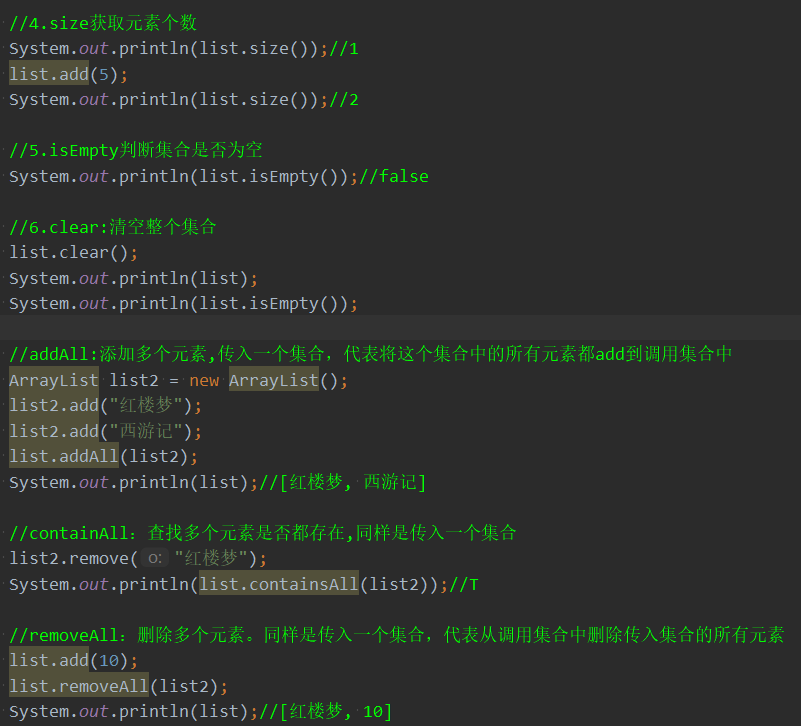 //4.size获取元素个数
System.out.println(list.size());//1
list.add(5);
System.out.println(list.size());//2
//5.isEmpty判断集合是否为空
System.out.println(list.isEmpty());//false
//6.clear:清空整个集合
list.clear();
System.out.println(list);
System.out.println(list.isEmpty());
//addAll:添加多个元素,传入一个集合，代表将这个集合中的所有元素都add到调用集合中
ArrayList list2 = new ArrayList();
list2.add("红楼梦");
list2.add("西游记");
list.addAll(list2);
System.out.println(list);//[红楼梦, 西游记]
//containAll：查找多个元素是否都存在,同样是传入一个集合
list2.remove( o: "红楼梦");
System.out.println(list.containsAll(list2));//T
//removeAll：删除多个元素。同样是传入一个集合，代表从调用集合中删除传入集合的所有元素
list.add(10);
list.removeAll(list2);
System.out.println(list);//[红楼梦, 10]